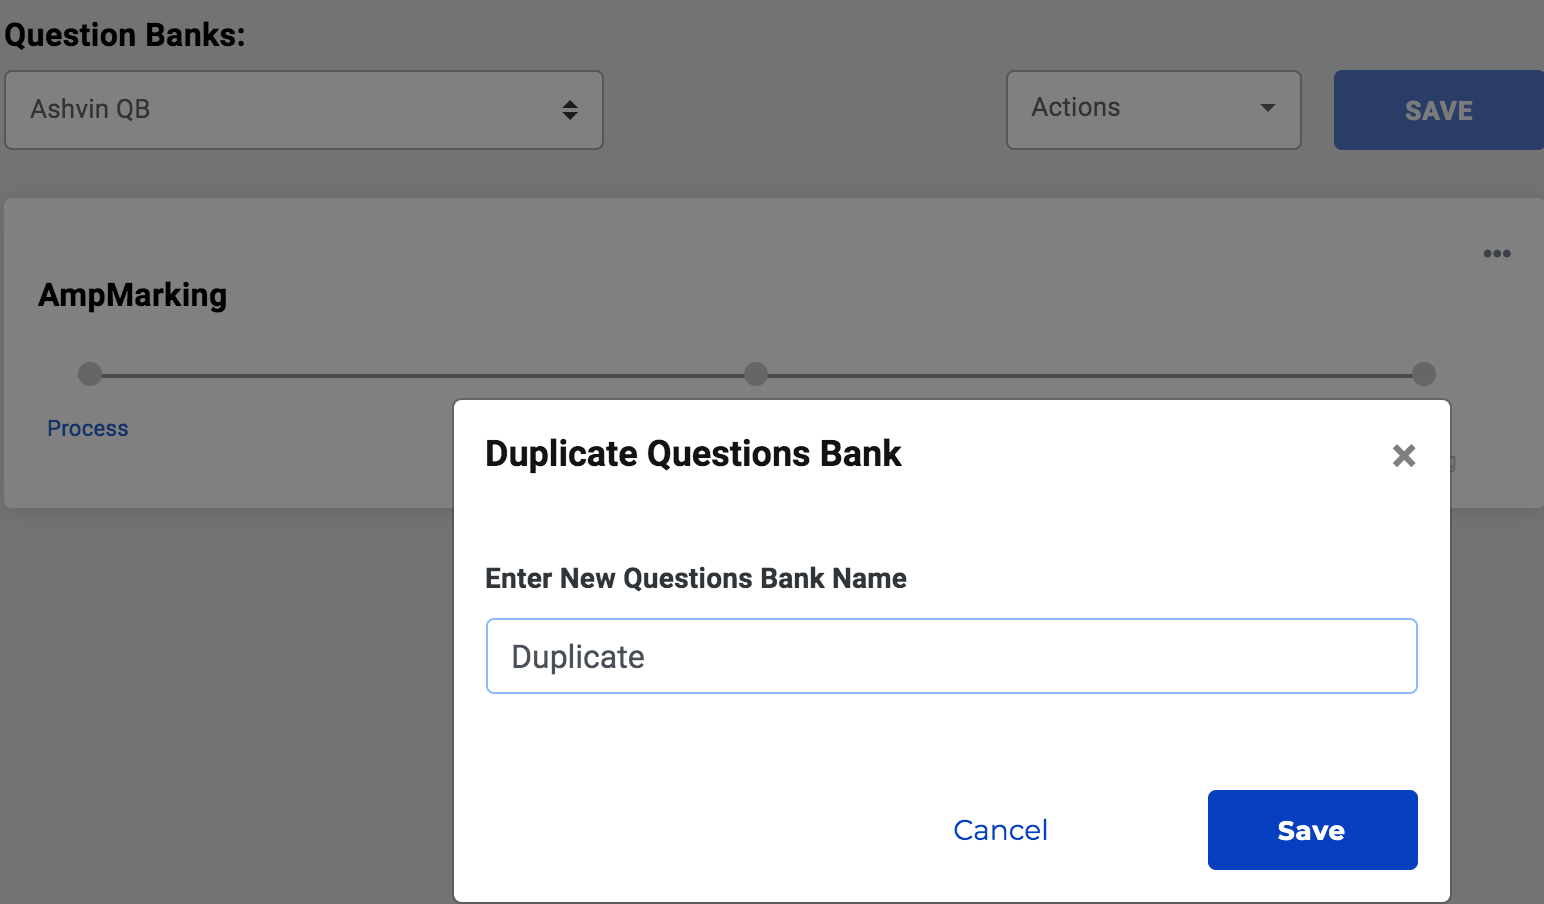 Question Banks:
Ashvin QB
Actions
SAVE
AmpMarking
Process
Duplicate Questions Bank
Enter New Questions Bank Name
Duplicate
Cancel
Save